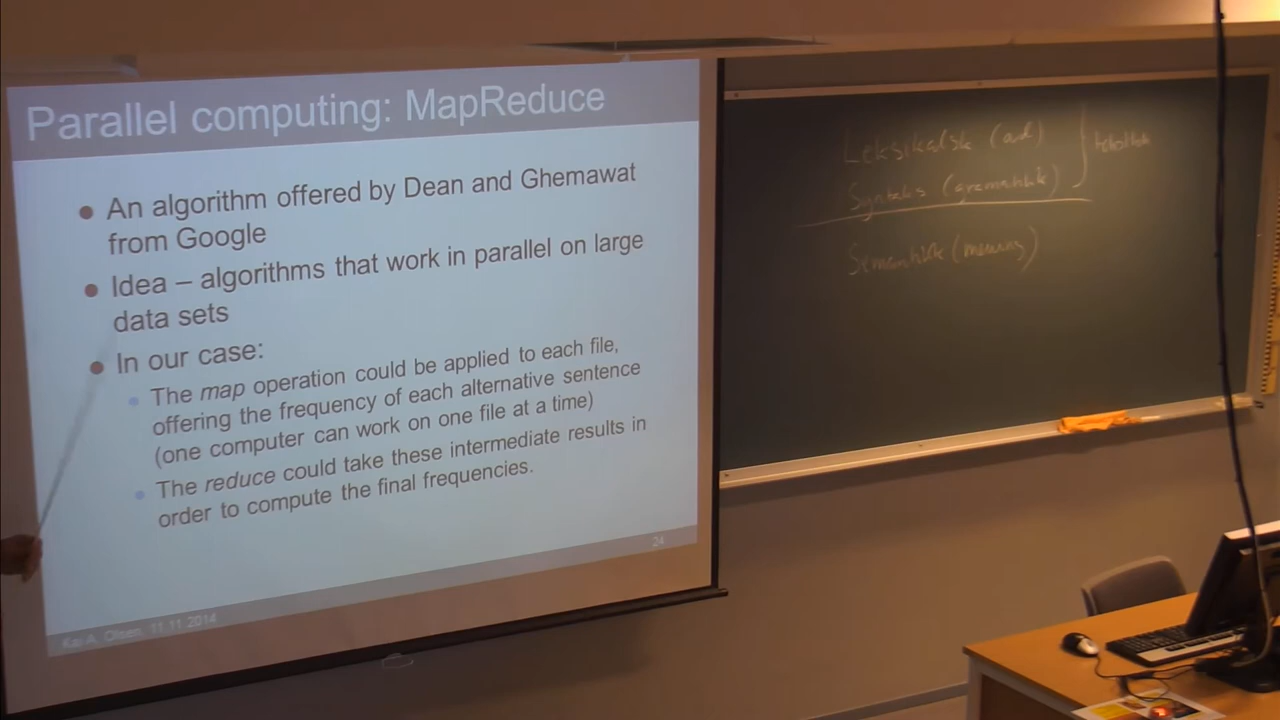 Parallel computing: MapReduce
● An algorithm offered by Dean and Ghemawat
from Google
● Idea – algorithms that work in parallel on large
data sets
● In our case:
● The map operation could be applied to each file,
offering the frequency of each alternative sentence
(one computer can work on one file at a time)
● The reduce could take these intermediate results in
order to compute the final frequencies.
24
Kai A. Olsen, 11.11.2014
Leksikalsk (ord)
Syntaks (grammatikk)
Semantikk (mening)